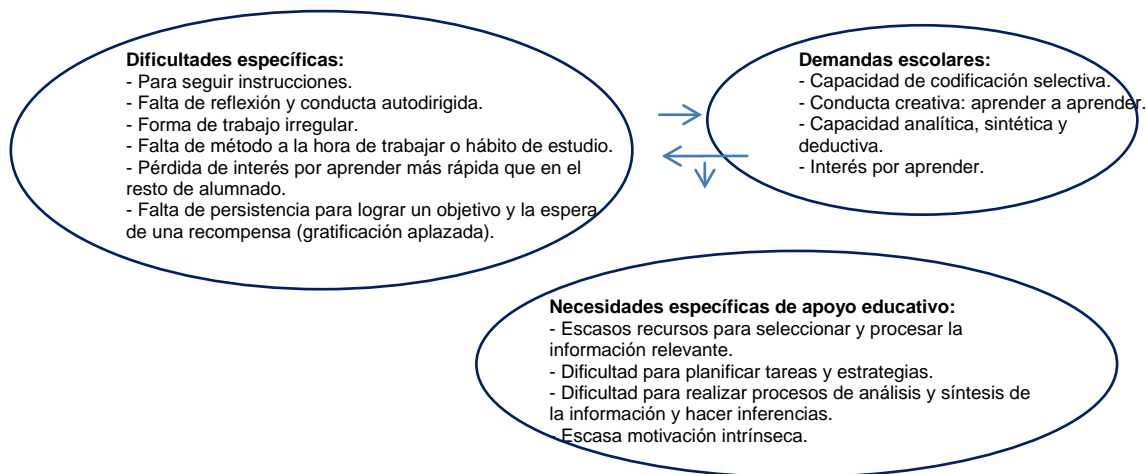 Dificultades específicas:
- Para seguir instrucciones.
- Falta de reflexión y conducta autodirigida.
- Forma de trabajo irregular.
- Falta de método a la hora de trabajar o hábito de estudio.
- Pérdida de interés por aprender más rápida que en el
resto de alumnado.
- Falta de persistencia para lograr un objetivo y la espera
de una recompensa (gratificación aplazada).
Demandas escolares:
- Capacidad de codificación selectiva.
- Conducta creativa: aprender a aprender.
- Capacidad analítica, sintética y
deductiva.
- Interés por aprender.
Necesidades específicas de apoyo educativo:
- Escasos recursos para seleccionar y procesar la
información relevante.
- Dificultad para planificar tareas y estrategias.
- Dificultad para realizar procesos de análisis y síntesis de
la información y hacer inferencias.
- Escasa motivación intrínseca.